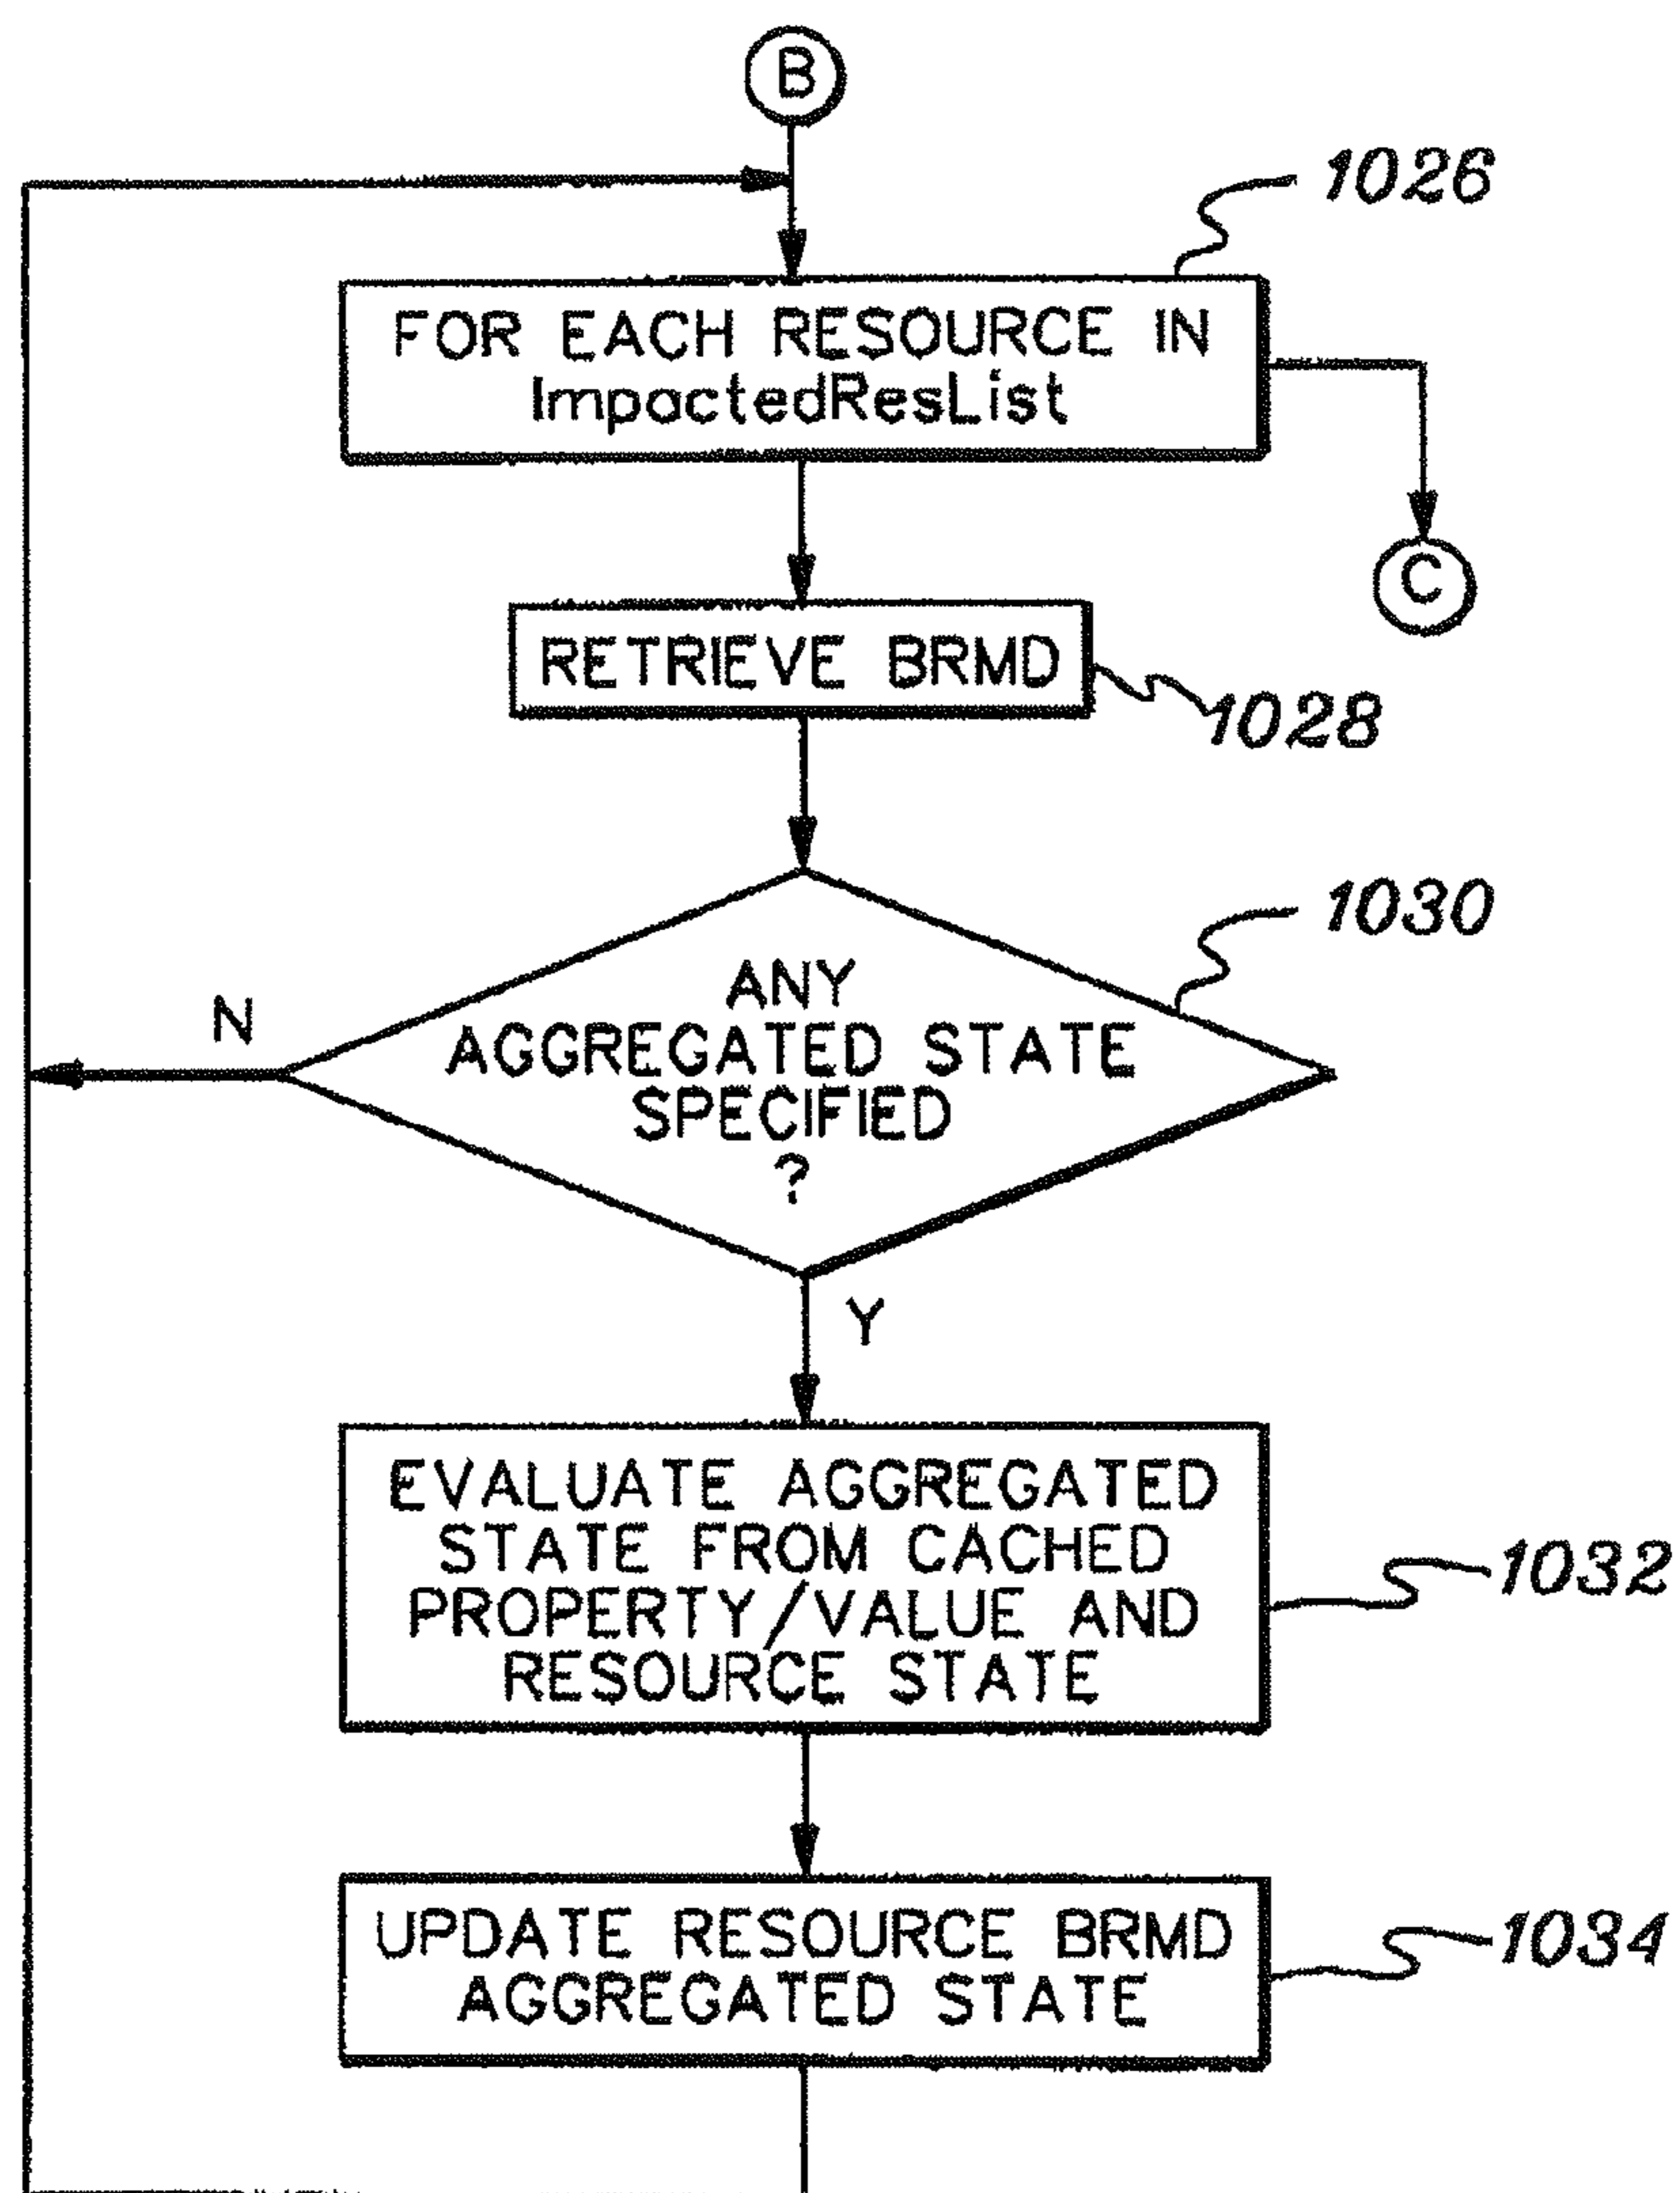 B
1026
FOR EACH RESOURCE IN
ImpactedResList
C
RETRIEVE BRMD
1028
1030
ANY
AGGREGATED STATE
SPECIFIED
?
N
Y
EVALUATE AGGREGATED
STATE FROM CACHED
PROPERTY/VALUE AND
RESOURCE STATE
1032
UPDATE RESOURCE BRMD
AGGREGATED STATE
1034